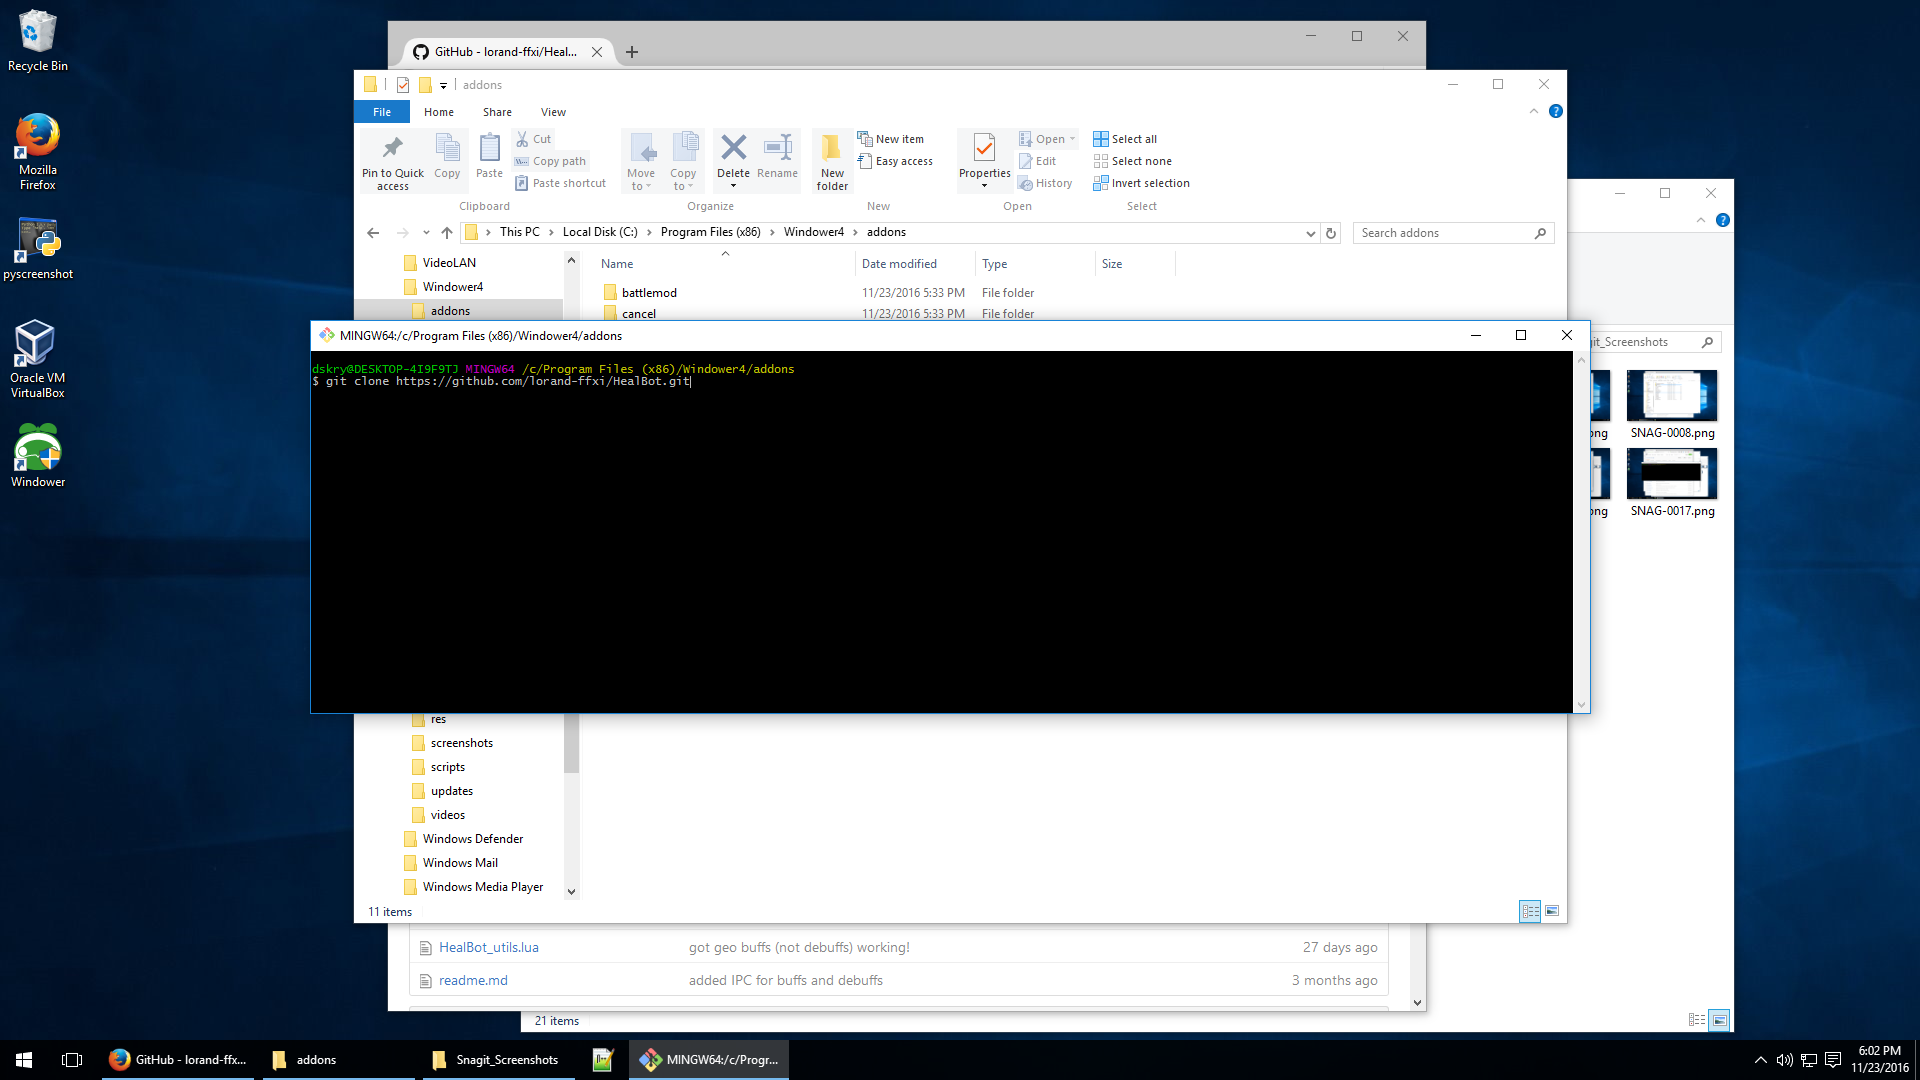 Recycle Bin
Mozilla
Firefox
pyscreenshot
Oracle VM
VirtualBox
Windower
GitHub - lorand-ffxi/Heal...
addons
File Home Share View
Pin to Quick
access
Copy
Paste
Cut
Copy path
Paste shortcut
Clipboard
Move
to
Copy
to
Delete
Rename
Organize
New
folder
New item
Easy access
New
Properties
Open
Edit
History
Open
Select all
Select none
Invert selection
Select
This PC > Local Disk (C:) > Program Files (x86) > Windower4 > addons
Search addons
VideoLAN
Windower4
addons
Name Date modified Type Size
battlemod 11/23/2016 5:33 PM File folder
cancel 11/23/2016 5:33 PM File folder
MINGW64:/c/Program Files (x86)/Windower4/addons
dskry@DESKTOP-4I9F9TJ MINGW64 /c/Program Files (x86)/Windower4/addons
$ git clone https://github.com/lorand-ffxi/HealBot.git
it_Screenshots
png
SNAG-0008.png
png
SNAG-0017.png
res
screenshots
scripts
updates
videos
Windows Defender
Windows Mail
Windows Media Player
11 items
HealBot_utils.lua got geo buffs (not debuffs) working! 27 days ago
readme.md added IPC for buffs and debuffs 3 months ago
21 items
GitHub - lorand-ffx...
addons
Snagit_Screenshots
MINGW64:/c/Progr...
6:02 PM
11/23/2016